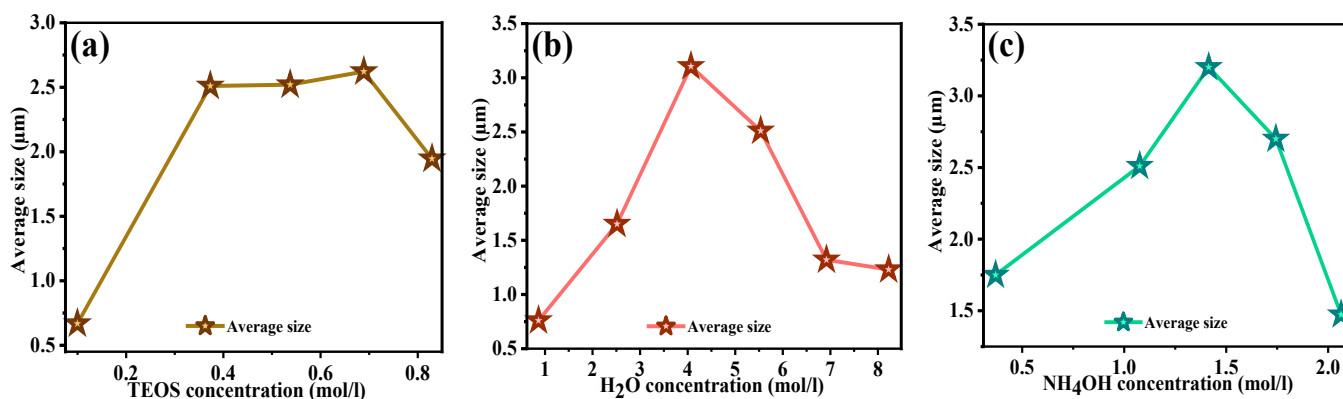 (a)
Average size (μm)
3.0
2.5
2.0
1.5
1.0
0.5
0.2
0.4
0.6
0.8
TEOS concentration (mol/l)
Average size
(b)
Average size (μm)
3.5
3.0
2.5
2.0
1.5
1.0
0.5
1
2
3
4
5
6
7
8
H2O concentration (mol/l)
Average size
(c)
Average size (μm)
3.5
3.0
2.5
2.0
1.5
0.5
1.0
1.5
2.0
NH4OH concentration (mol/l)
Average size